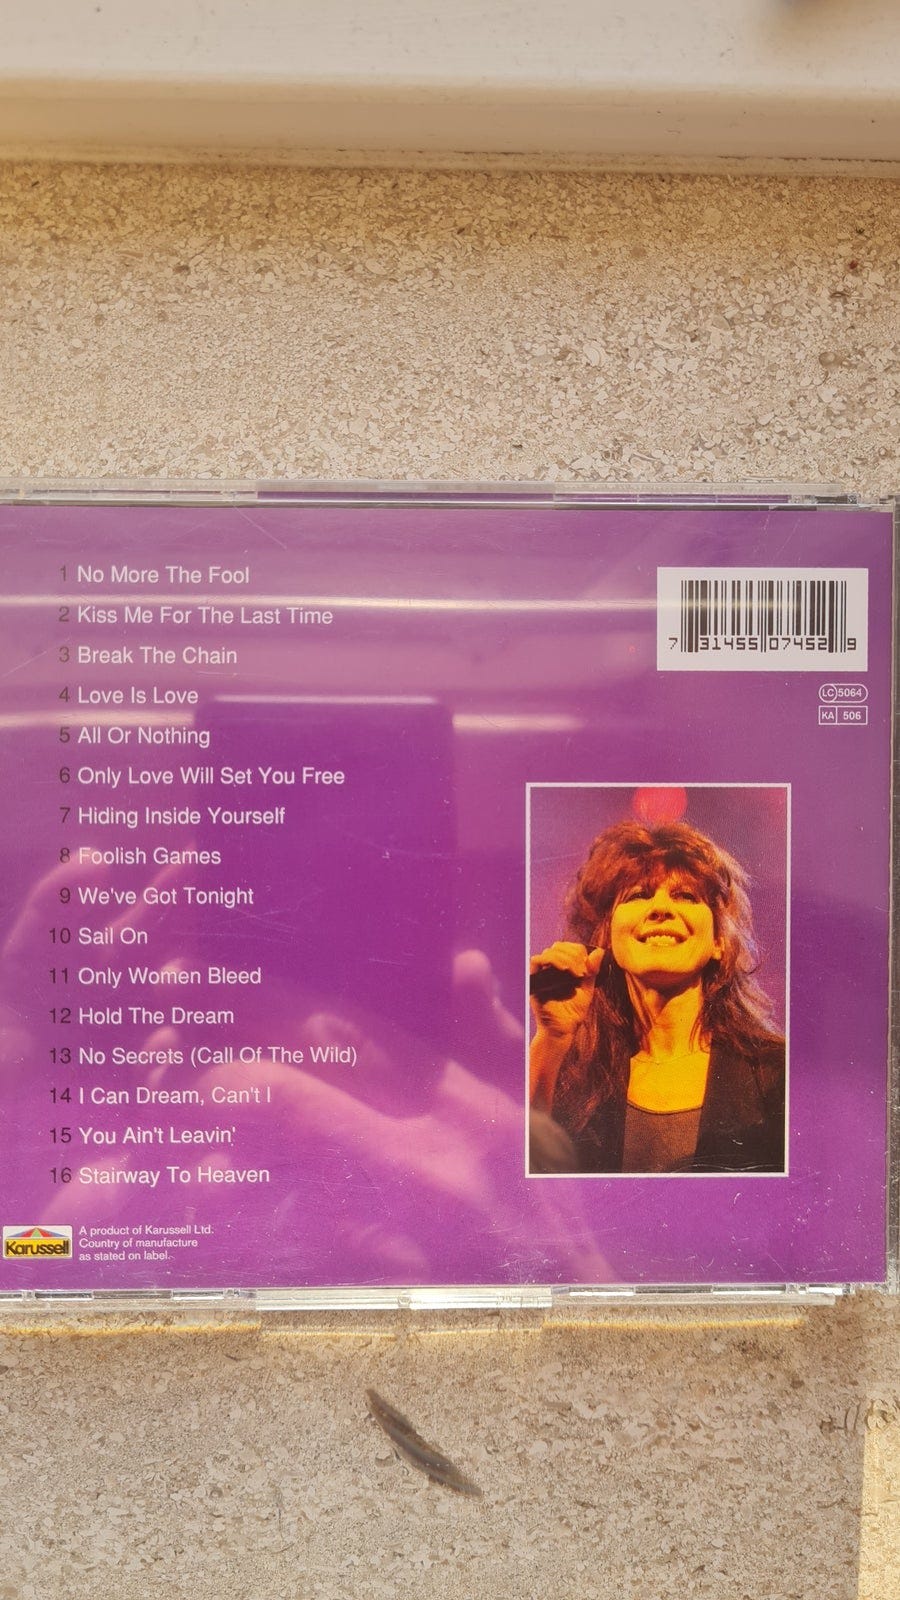 1 No More The Fool
2 Kiss Me For The Last Time
3 Break The Chain
4 Love Is Love
5 All Or Nothing
6 Only Love Will Set You Free
7 Hiding Inside Yourself
8 Foolish Games
9 We've Got Tonight
10 Sail On
11 Only Women Bleed
12 Hold The Dream
13 No Secrets (Call Of The Wild)
14 I Can Dream, Can't I
15 You Ain't Leavin'
16 Stairway To Heaven
7 31455 07452 9
LC 5064
KA 506
Karussell
A product of Karussell Ltd.
Country of manufacture
as stated on label.